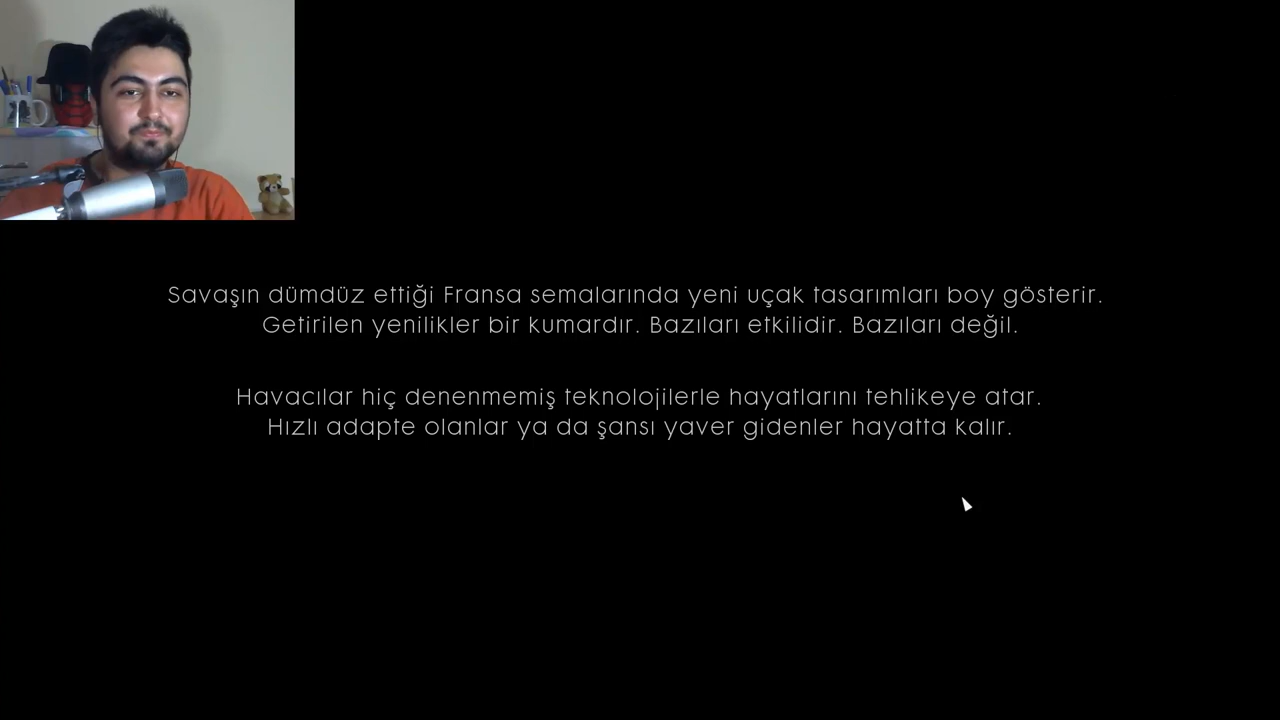 Savaşın dümdüz ettiği Fransa semalarında yeni uçak tasarımları boy gösterir.
Getirilen yenilikler bir kumardır. Bazıları etkilidir. Bazıları değil.
Havacılar hiç denenmemiş teknolojilerle hayatlarını tehlikeye atar.
Hızlı adapte olanlar ya da şansı yaver gidenler hayatta kalır.